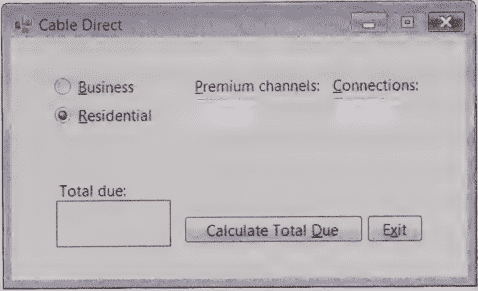 Cable Direct
Business
Premium channels:
Connections:
Residential
Total due:
Calculate Total Due
Exit